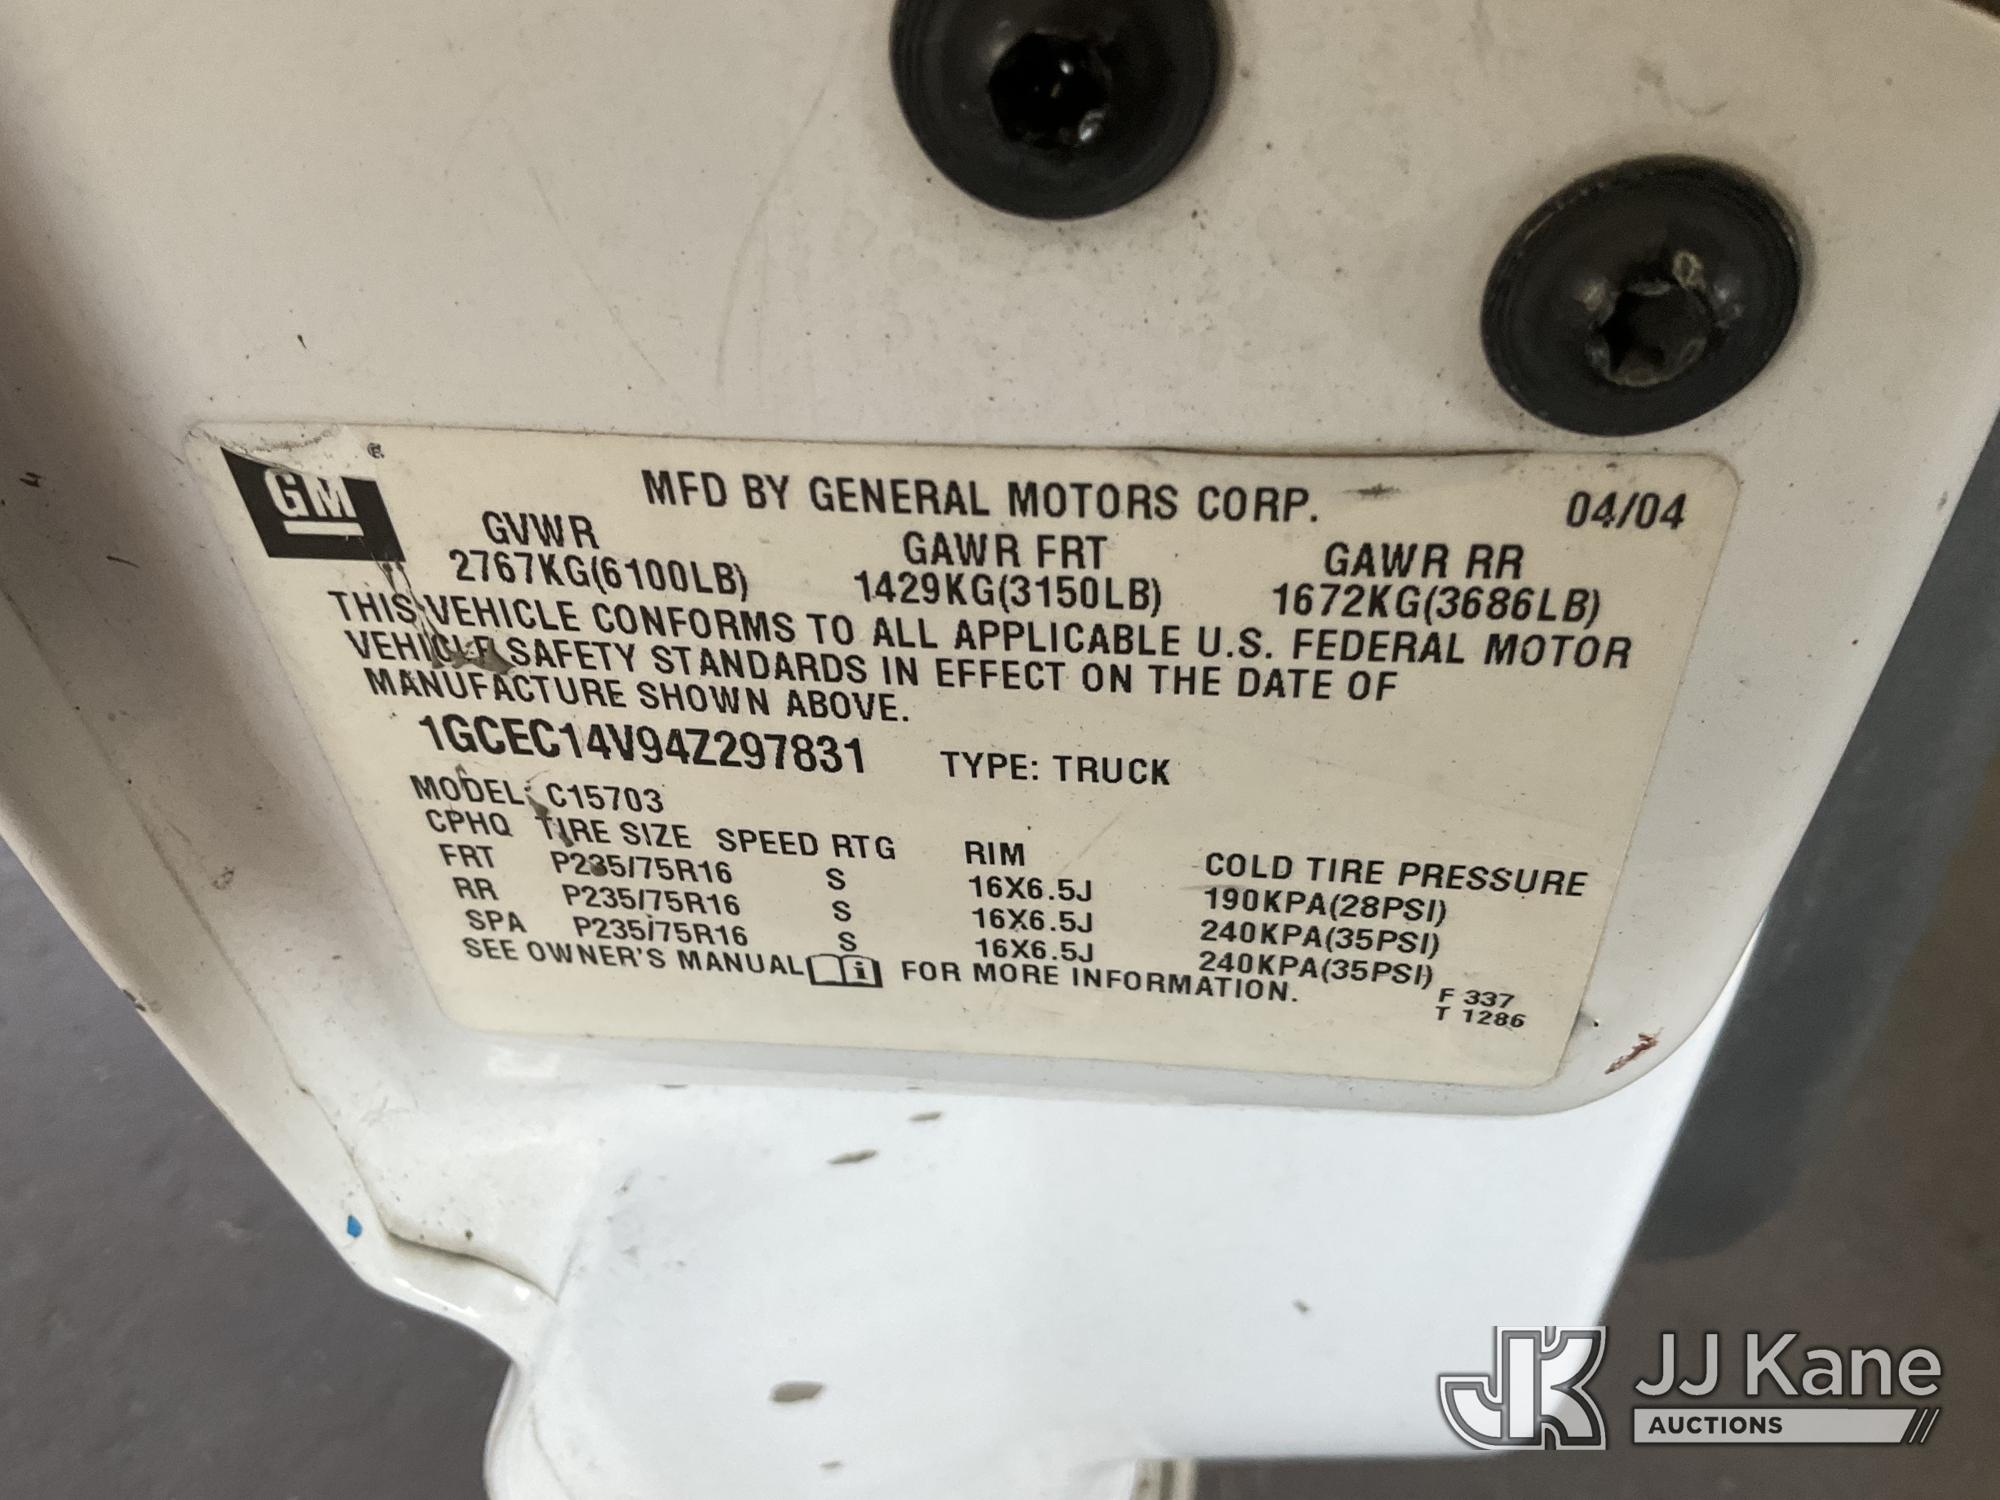 GM ®
MFD BY GENERAL MOTORS CORP. 04/04
GVWR GAWR FRT GAWR RR
2767KG(6100LB) 1429KG(3150LB) 1672KG(3686LB)
THIS VEHICLE CONFORMS TO ALL APPLICABLE U.S. FEDERAL MOTOR
VEHICLE SAFETY STANDARDS IN EFFECT ON THE DATE OF
MANUFACTURE SHOWN ABOVE.
1GCEC14V94Z297831 TYPE: TRUCK
MODEL: C15703
CPHQ TIRE SIZE SPEED RTG RIM COLD TIRE PRESSURE
FRT P235/75R16 S 16X6.5J 190KPA(28PSI)
RR P235/75R16 S 16X6.5J 240KPA(35PSI)
SPA P235/75R16 S 16X6.5J 240KPA(35PSI)
SEE OWNER'S MANUAL i FOR MORE INFORMATION.
F 337
T 1286
JK JJ Kane
AUCTIONS